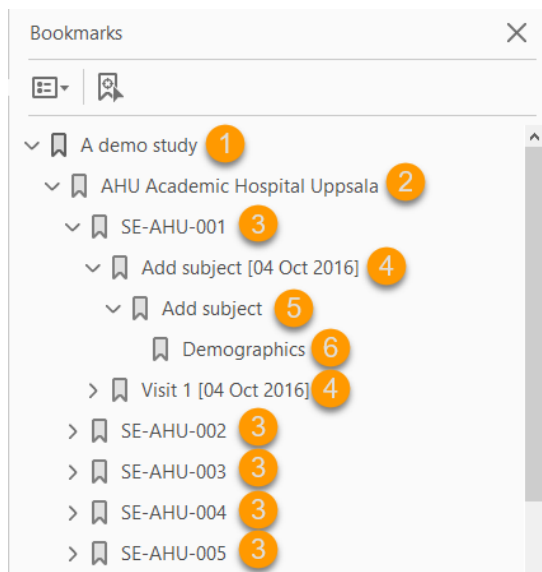 Bookmarks
A demo study 1
AHU Academic Hospital Uppsala 2
SE-AHU-001 3
Add subject [04 Oct 2016] 4
Add subject 5
Demographics 6
Visit 1 [04 Oct 2016] 4
SE-AHU-002 3
SE-AHU-003 3
SE-AHU-004 3
SE-AHU-005 3